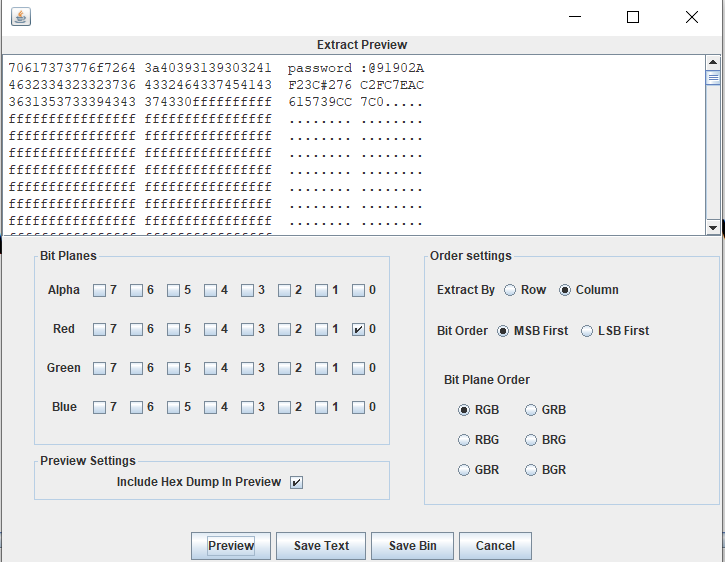 Extract Preview
70617373776f7264 3a40393139303241 password :@91902A
4632334323323736 4332464337454143 F23C#276 C2FC7EAC
3631353733394343 374330ffffffffff 615739CC 7C0.....
ffffffffffffffff ffffffffffffffff ........ ........
ffffffffffffffff ffffffffffffffff ........ ........
ffffffffffffffff ffffffffffffffff ........ ........
ffffffffffffffff ffffffffffffffff ........ ........
ffffffffffffffff ffffffffffffffff ........ ........
ffffffffffffffff ffffffffffffffff ........ ........
ffffffffffffffff ffffffffffffffff ........ ........
Bit Planes
Alpha 7 6 5 4 3 2 1 0
Red 7 6 5 4 3 2 1 0
Green 7 6 5 4 3 2 1 0
Blue 7 6 5 4 3 2 1 0
Preview Settings
Include Hex Dump In Preview
Order settings
Extract By Row Column
Bit Order MSB First LSB First
Bit Plane Order
RGB GRB
RBG BRG
GBR BGR
Preview Save Text Save Bin Cancel